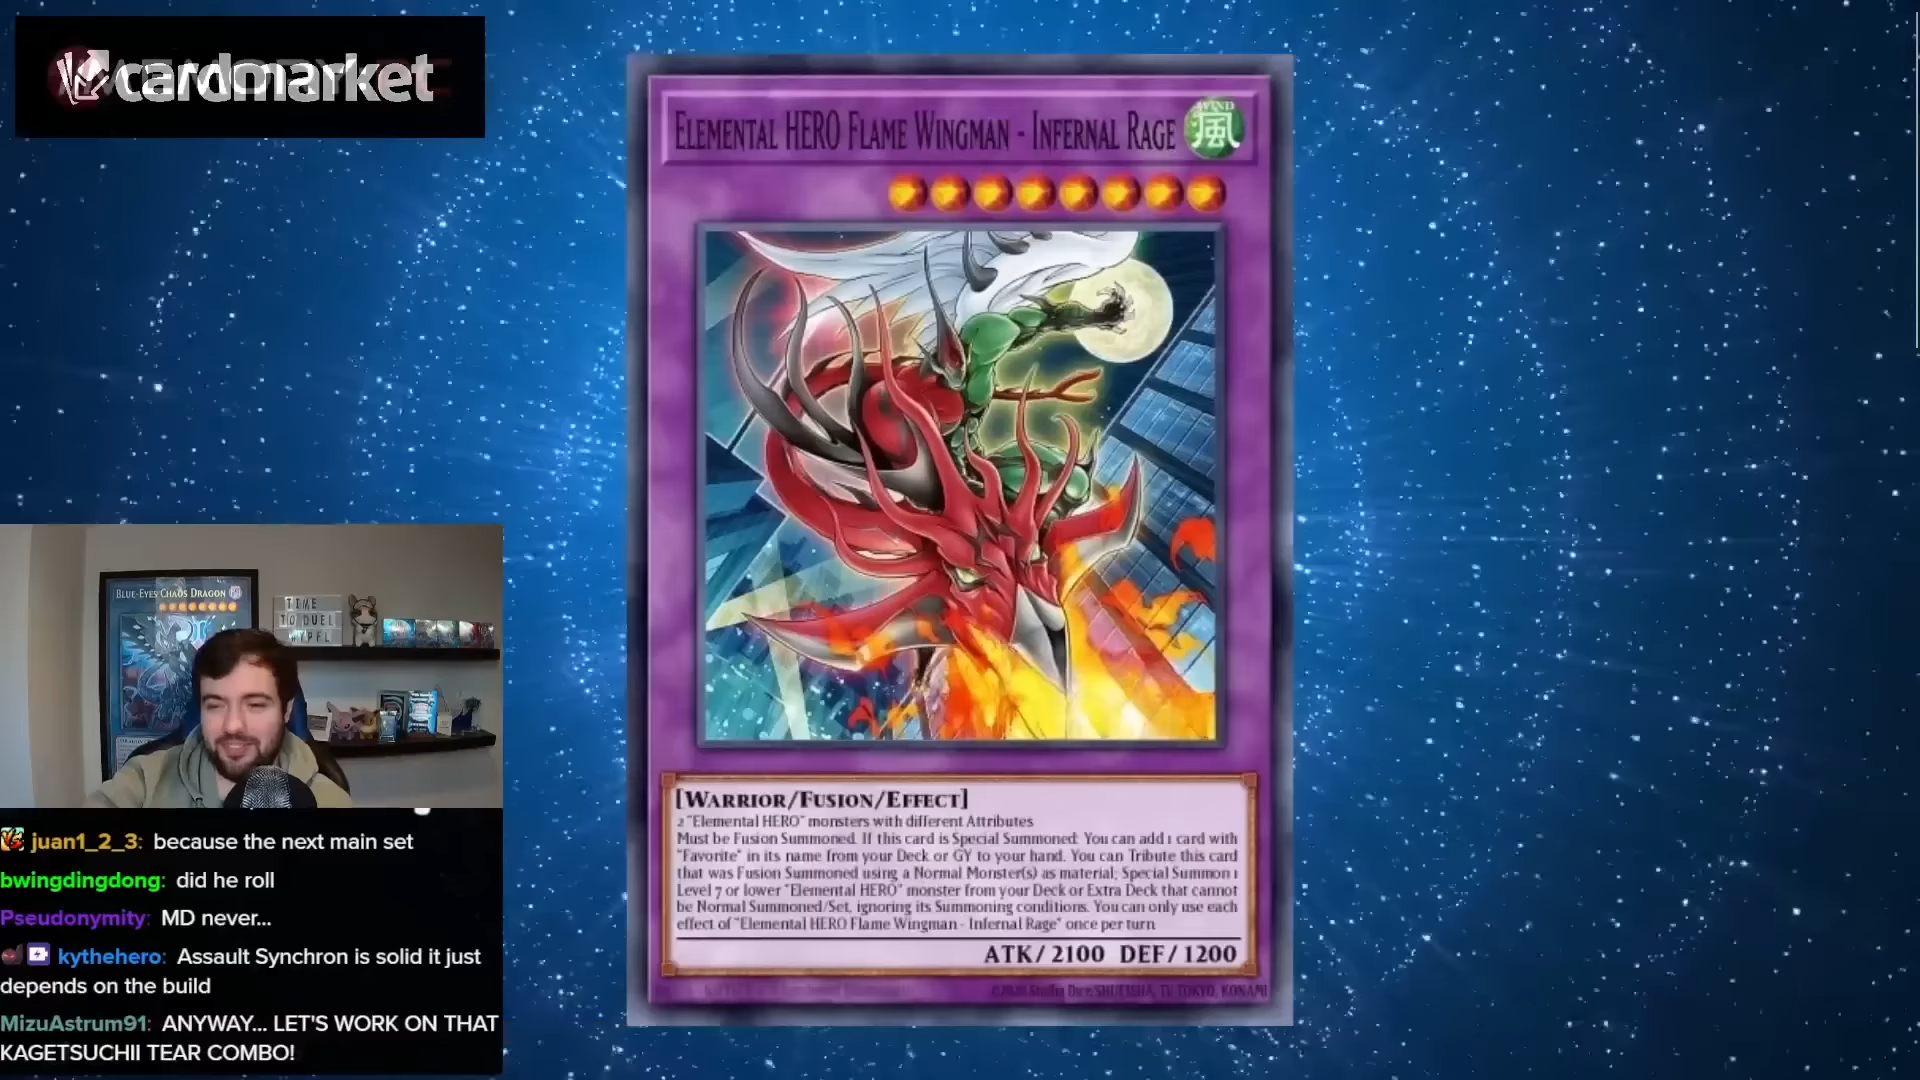 cardmarket
ELEMENTAL HERO FLAME WINGMAN - INFERNAL RAGE
WIND
風
[WARRIOR/FUSION/EFFECT]
2 "Elemental HERO" monsters with different Attributes
Must be Fusion Summoned. If this card is Special Summoned: You can add 1 card with
"Favorite" in its name from your Deck or GY to your hand. You can Tribute this card
that was Fusion Summoned using a Normal Monster(s) as material; Special Summon 1
Level 7 or lower "Elemental HERO" monster from your Deck or Extra Deck that cannot
be Normal Summoned/Set, ignoring its Summoning conditions. You can only use each
effect of "Elemental HERO Flame Wingman - Infernal Rage" once per turn.
ATK/2100 DEF/1200
BLUE-EYES CHAOS DRAGON
TIME
TO DUEL
juan1_2_3: because the next main set
bwingdingdong: did he roll
Pseudonymity: MD never...
kythehero: Assault Synchron is solid it just
depends on the build
MizuAstrum91: ANYWAY... LET'S WORK ON THAT
KAGETSUCHII TEAR COMBO!